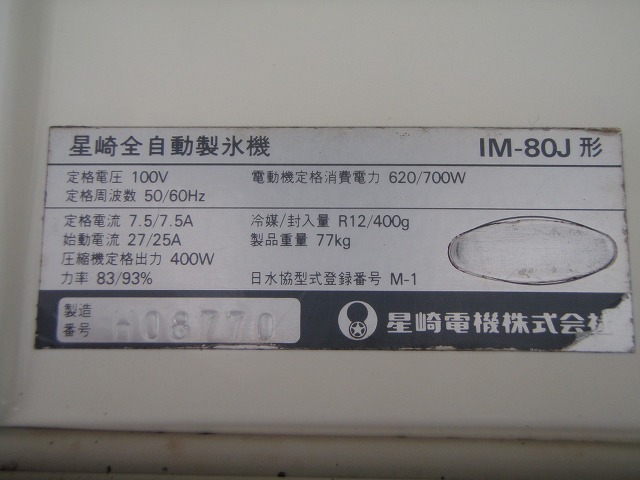 星崎全自動製氷機 IM-80J 形
定格電圧 100V 電動機定格消費電力 620/700W
定格周波数 50/60Hz
定格電流 7.5/7.5A 冷媒/封入量 R12/400g
始動電流 27/25A 製品重量 77kg
圧縮機定格出力 400W
力率 83/93% 日水協型式登録番号 M-1
製造番号 08770
星崎電機株式会社